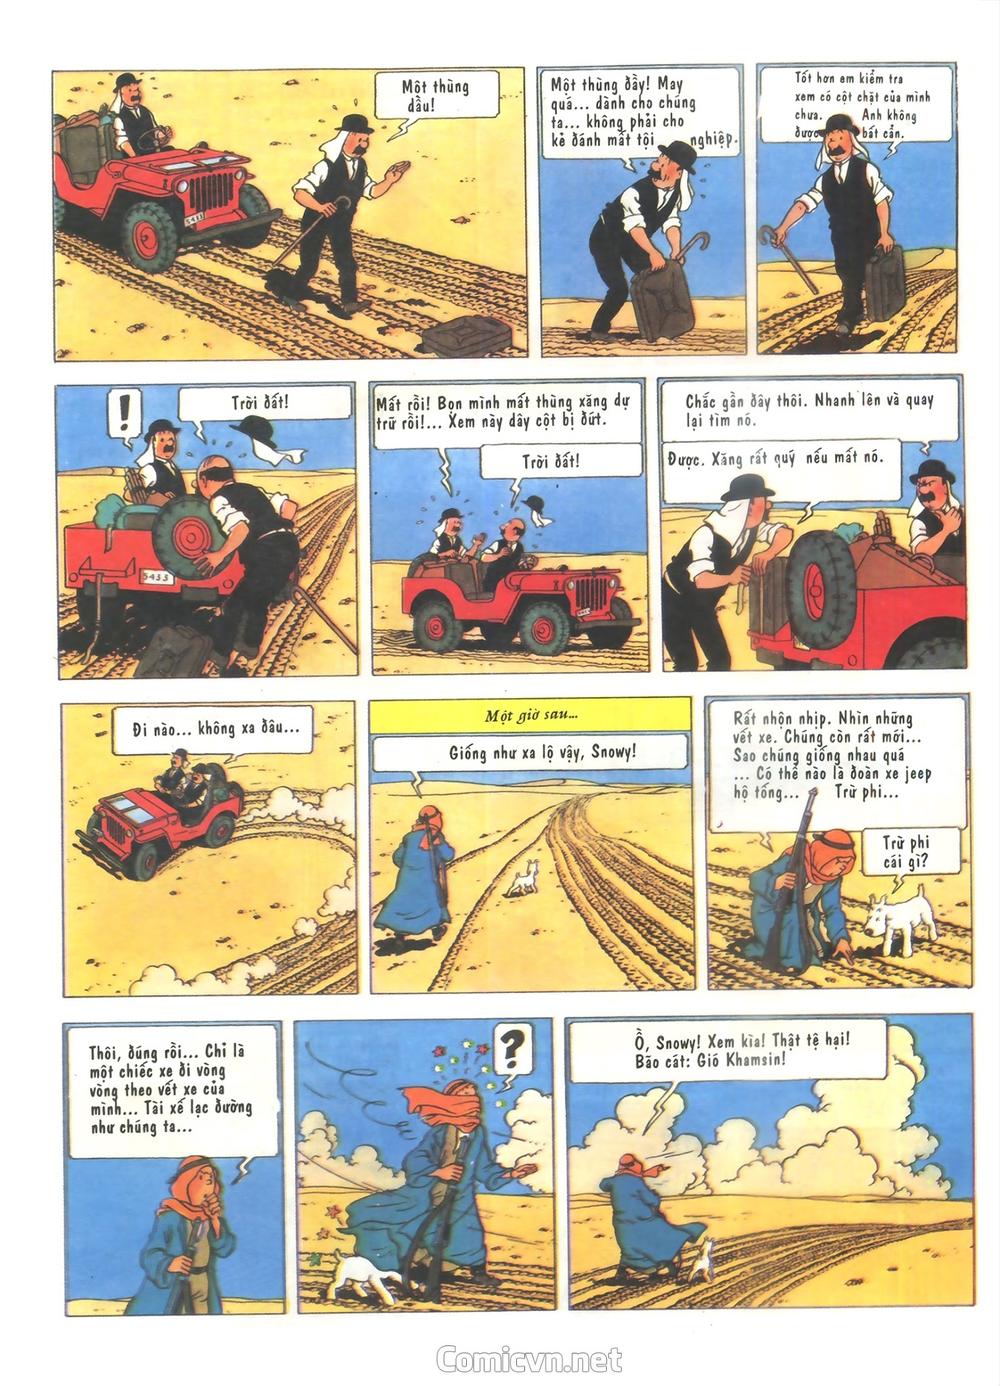 Một thùng
dầu!
Một thùng đầy! May
quá... dành cho chúng
ta... không phải cho
kẻ đánh mất tội nghiệp.
Tốt hơn em kiểm tra
xem có cột chặt của mình
chưa. Anh không
được bất cẩn.
!
Trời đất!
5433
Mất rồi! Bọn mình mất thùng xăng dự
trữ rồi!... Xem này dây cột bị đứt.
Trời đất!
Chắc gần đây thôi. Nhanh lên và quay
lại tìm nó.
Được. Xăng rất quý nếu mất nó.
Đi nào... không xa đâu...
Một giờ sau...
Giống như xa lộ vậy, Snowy!
Rất nhộn nhịp. Nhìn những
vết xe. Chúng còn rất mới...
Sao chúng giống nhau quá
... Có thể nào là đoàn xe jeep
hộ tống... Trừ phi...
Trừ phi
cái gì?
Thôi, đúng rồi... Chỉ là
một chiếc xe đi vòng
vòng theo vết xe của
mình... Tài xế lạc đường
như chúng ta...
?
Ồ, Snowy! Xem kìa! Thật tệ hại!
Bão cát: Gió Khamsin!
Comicvn.net